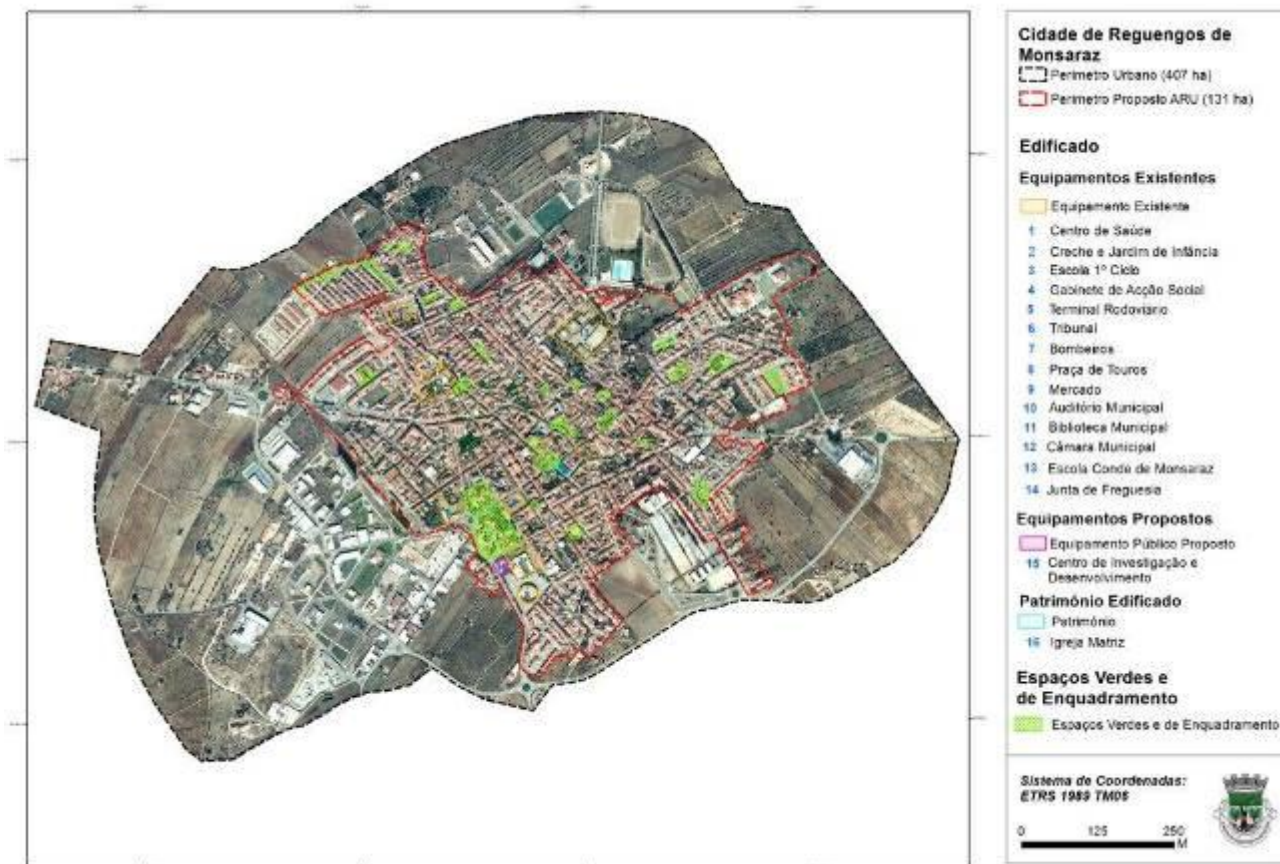 Cidade de Reguengos de
Monsaraz
Perímetro Urbano (407 ha)
Perímetro Proposto ARU (131 ha)
Edificado
Equipamentos Existentes
Equipamento Existente
1 Centro de Saúde
2 Creche e Jardim de Infância
3 Escola 1º Ciclo
4 Gabinete de Acção Social
5 Terminal Rodoviário
6 Tribunal
7 Bombeiros
8 Praça de Touros
9 Mercado
10 Auditório Municipal
11 Biblioteca Municipal
12 Câmara Municipal
13 Escola Conde de Monsaraz
14 Junta de Freguesia
Equipamentos Propostos
Equipamento Público Proposto
15 Centro de Investigação e
Desenvolvimento
Património Edificado
Património
16 Igreja Matriz
Espaços Verdes e
de Enquadramento
Espaços Verdes e de Enquadramento
Sistema de Coordenadas:
ETRS 1989 TM06
0 125 250
M